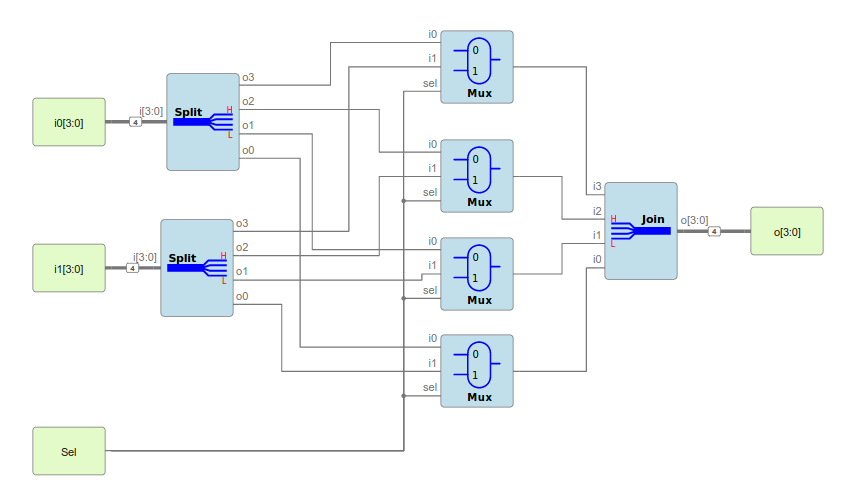 i0[3:0]
4
i[3:0]
Split
H
L
o3
o2
o1
o0
i1[3:0]
4
i[3:0]
Split
H
L
o3
o2
o1
o0
Sel
i0
i1
sel
0
1
Mux
i0
i1
sel
0
1
Mux
i0
i1
sel
0
1
Mux
i0
i1
sel
0
1
Mux
i3
i2
i1
i0
H
L
Join
o[3:0]
4
o[3:0]